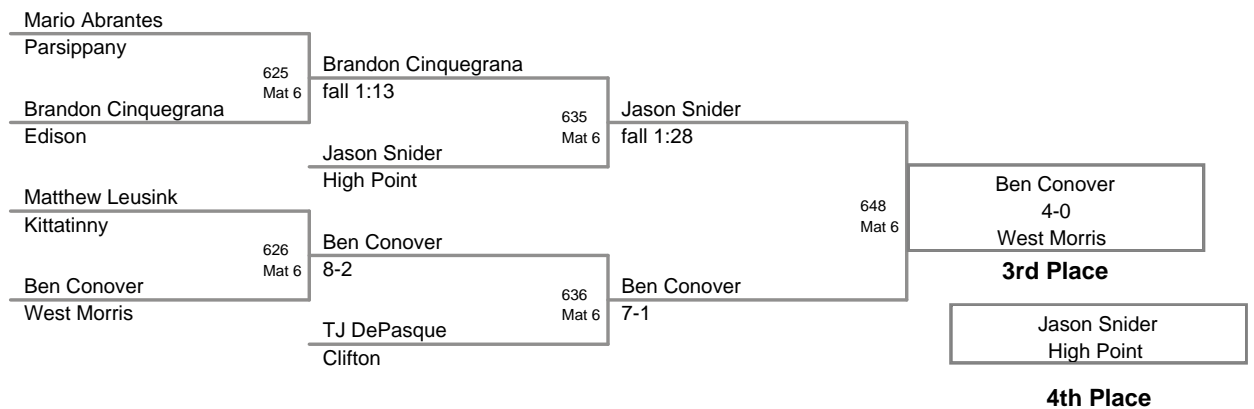 Mario Abrantes
Parsippany
625
Mat 6
Brandon Cinquegrana
fall 1:13
Brandon Cinquegrana
Edison
635
Mat 6
Jason Snider
fall 1:28
Jason Snider
High Point
Matthew Leusink
Kittatinny
626
Mat 6
Ben Conover
8-2
Ben Conover
West Morris
636
Mat 6
Ben Conover
7-1
TJ DePasque
Clifton
648
Mat 6
Ben Conover
4-0
West Morris
3rd Place
Jason Snider
High Point
4th Place